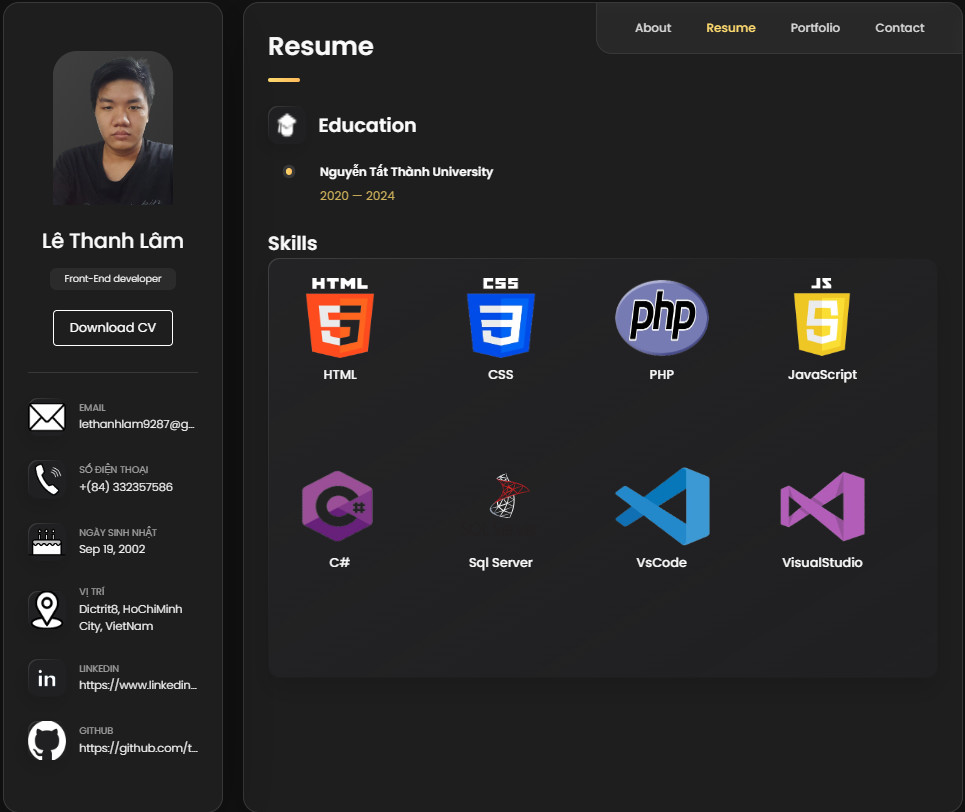 Lê Thanh Lâm
Front-End developer
Download CV
EMAIL
lethanhlam9287@g...
SỐ ĐIỆN THOẠI
+(84) 332357586
NGÀY SINH NHẬT
Sep 19, 2002
VỊ TRÍ
Dictrit8, HoChiMinh
City, VietNam
LINKEDIN
in
https://www.linkedin...
GITHUB
https://github.com/t...
About Resume Portfolio Contact
Resume
Education
Nguyễn Tất Thành University
2020 — 2024
Skills
HTML CSS php JS
5 3 S
HTML CSS PHP JavaScript
C#
C# Sql Server VsCode VisualStudio